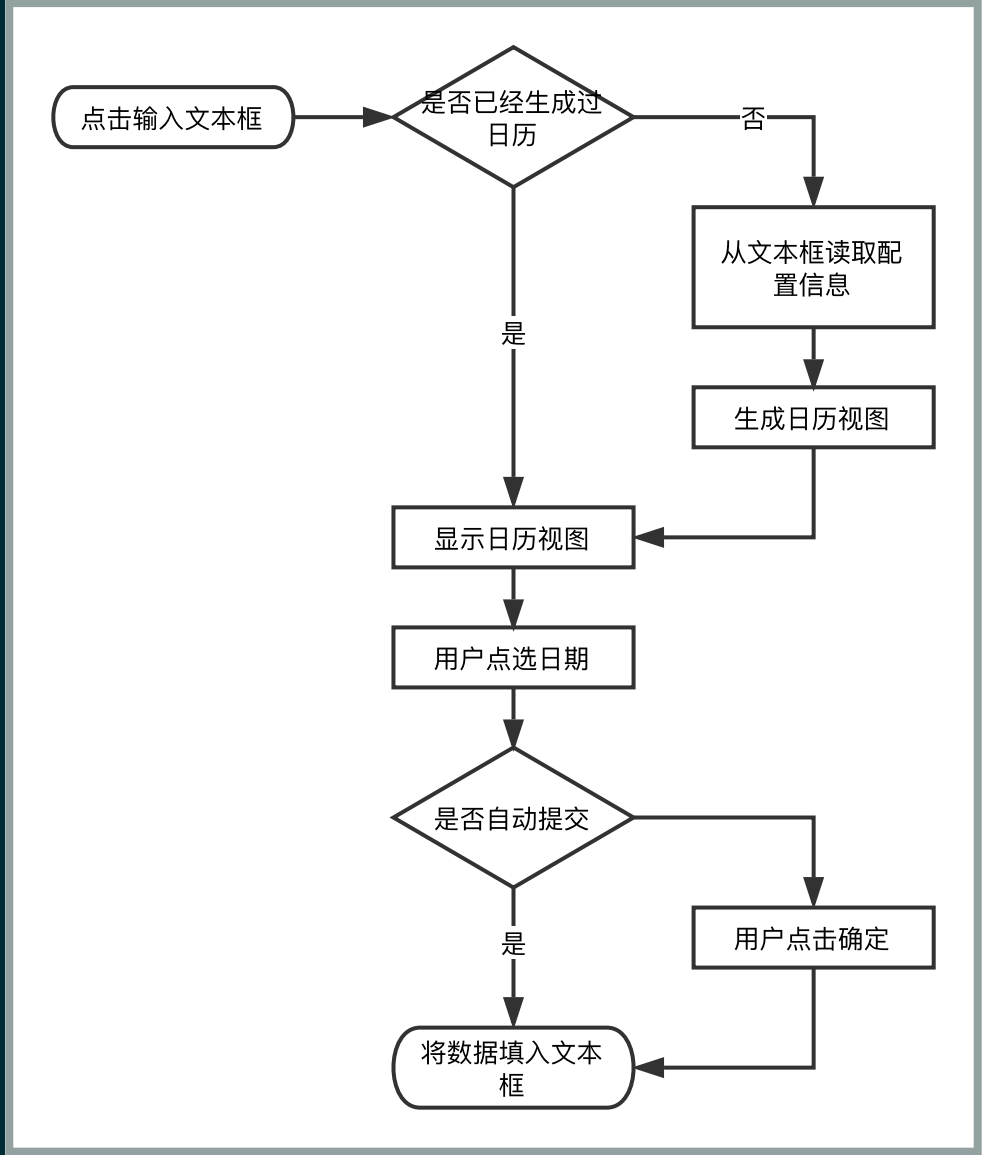 点击输入文本框
是否已经生成过
日历
否
从文本框读取配
置信息
是
生成日历视图
显示日历视图
用户点选日期
是否自动提交
用户点击确定
是
将数据填入文本
框